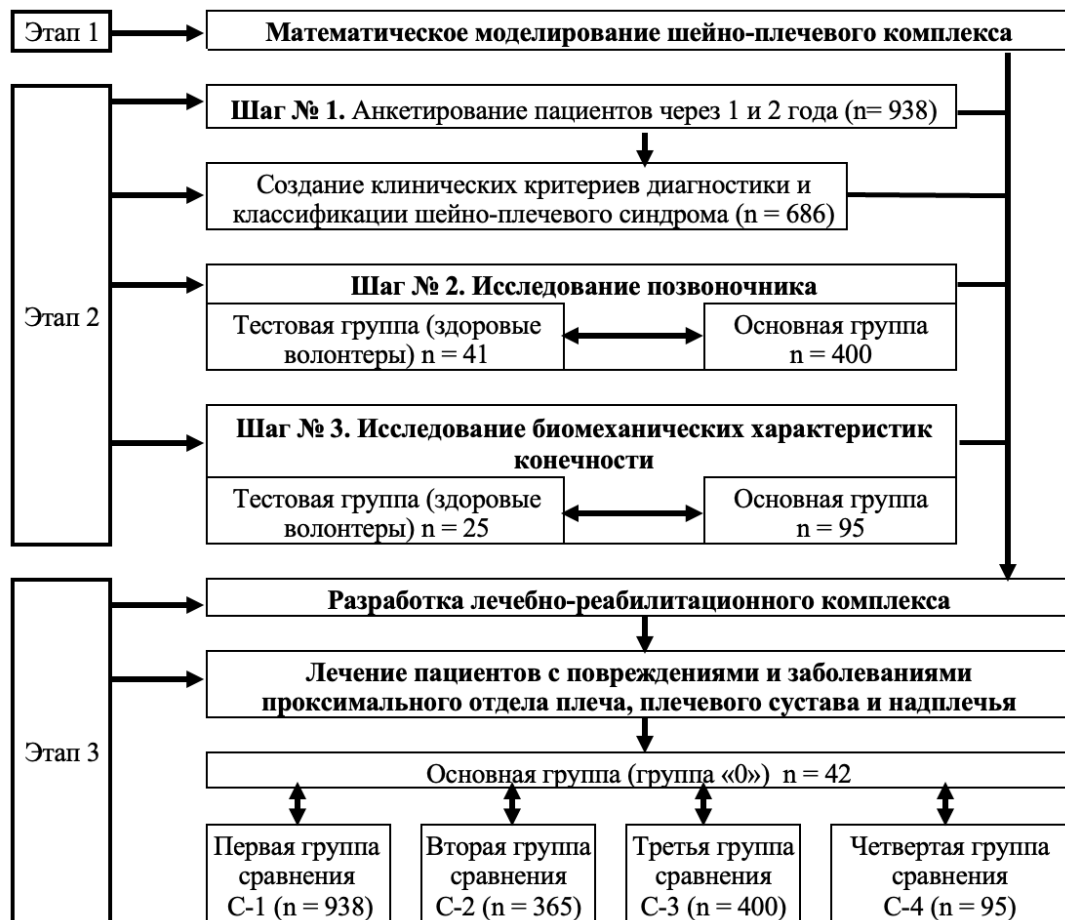 Этап 1
Математическое моделирование шейно-плечевого комплекса
Этап 2
Шаг № 1. Анкетирование пациентов через 1 и 2 года (n= 938)
Создание клинических критериев диагностики и
классификации шейно-плечевого синдрома (n = 686)
Шаг № 2. Исследование позвоночника
Тестовая группа (здоровые
волонтеры) n = 41
Основная группа
n = 400
Шаг № 3. Исследование биомеханических характеристик
конечности
Тестовая группа (здоровые
волонтеры) n = 25
Основная группа
n = 95
Этап 3
Разработка лечебно-реабилитационного комплекса
Лечение пациентов с повреждениями и заболеваниями
проксимального отдела плеча, плечевого сустава и надплечья
Основная группа (группа «0») n = 42
Первая группа
сравнения
С-1 (n = 938)
Вторая группа
сравнения
С-2 (n = 365)
Третья группа
сравнения
С-3 (n = 400)
Четвертая группа
сравнения
С-4 (n = 95)